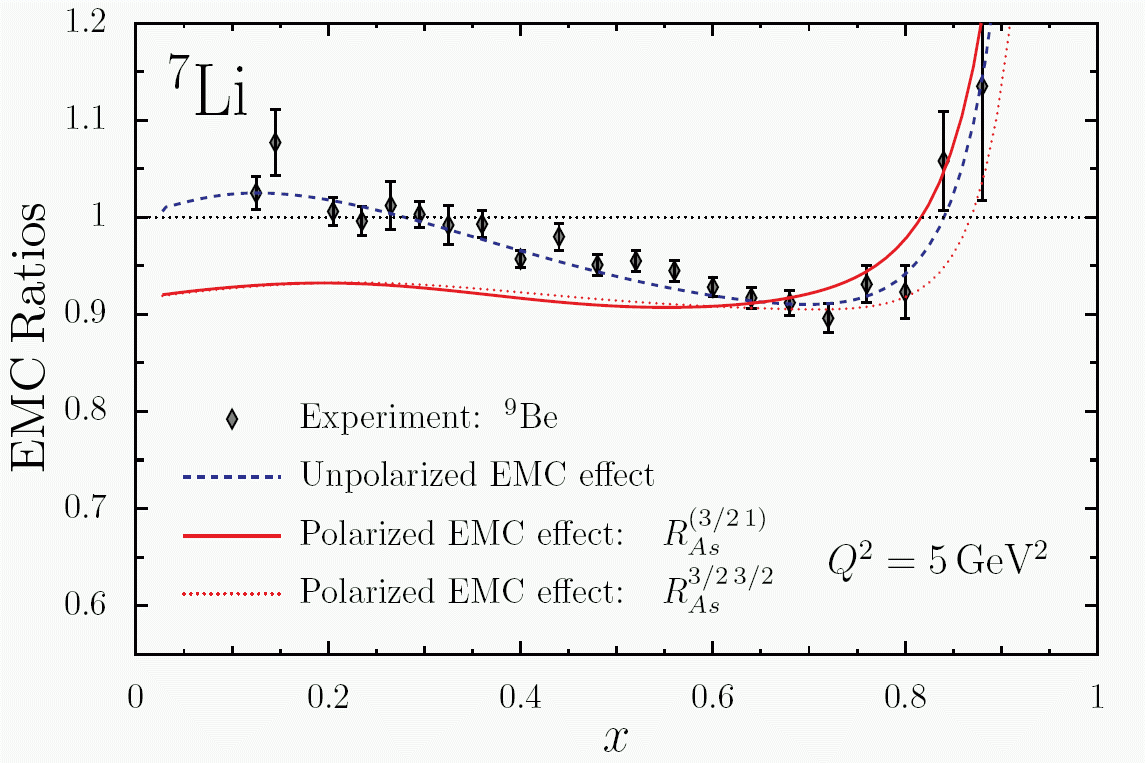 ⁷Li
EMC Ratios
1.2
1.1
1
0.9
0.8
0.7
0.6
Experiment: ⁹Be
Unpolarized EMC effect
Polarized EMC effect: R_{As}^{(3/2 1)}
Polarized EMC effect: R_{As}^{3/2 3/2}
Q² = 5 GeV²
0 0.2 0.4 0.6 0.8 1
x